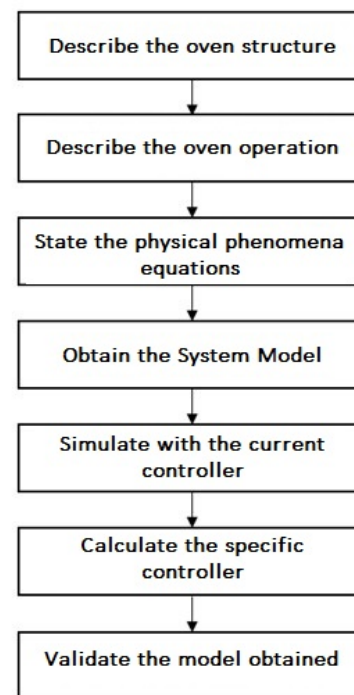 Describe the oven structure
Describe the oven operation
State the physical phenomena
equations
Obtain the System Model
Simulate with the current
controller
Calculate the specific
controller
Validate the model obtained